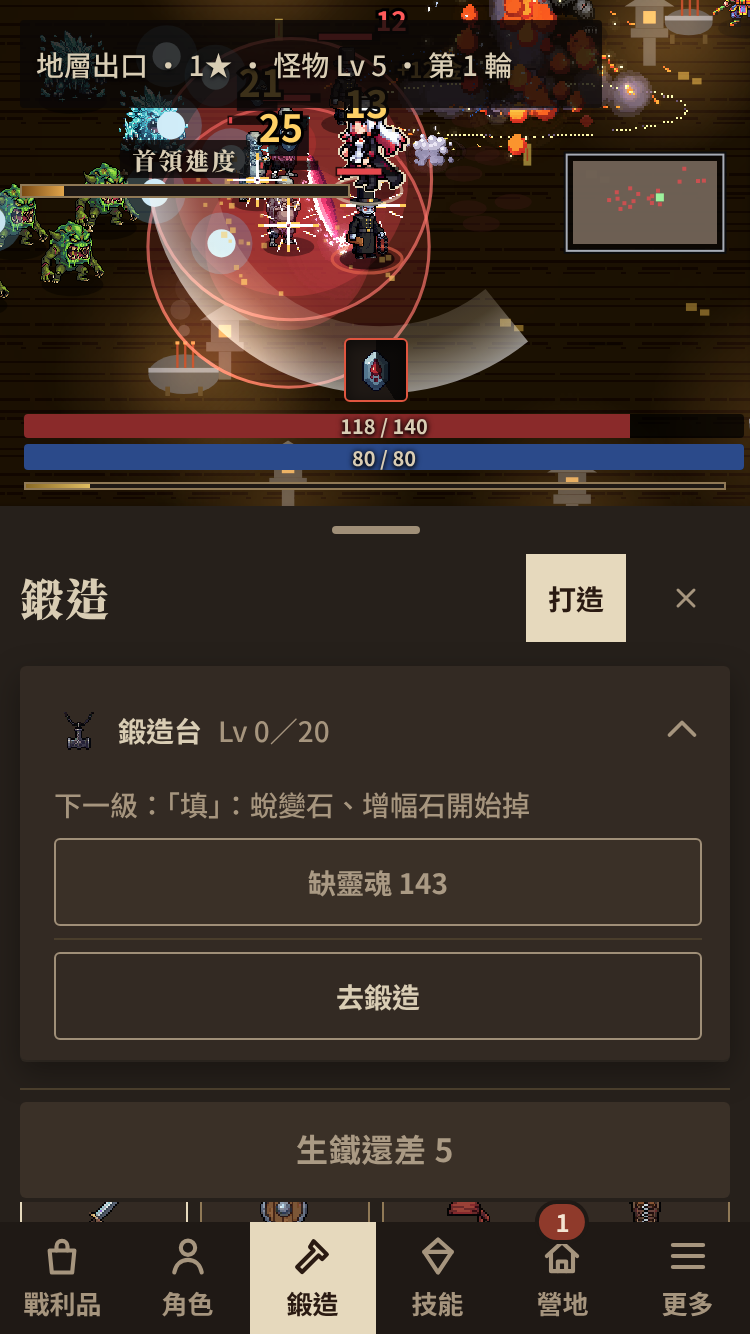 12
地層出口 • 1★ • 怪物 Lv 5 • 第 1 輪
21
13
25
首領進度
118 / 140
80 / 80
鍛造
打造
鍛造台 Lv 0／20
下一級：「填」：蛻變石、增幅石開始掉
缺靈魂 143
去鍛造
生鐵還差 5
1
戰利品
角色
鍛造
技能
營地
更多